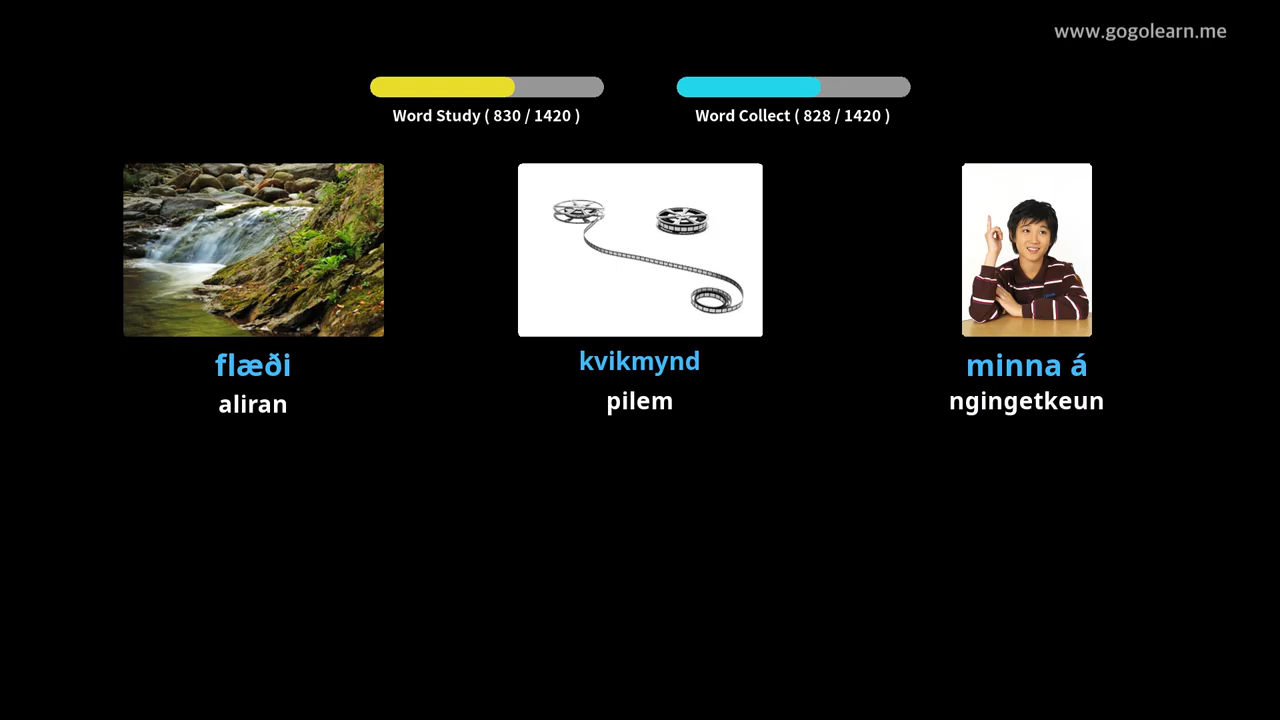 www.gogolearn.me
Word Study ( 830 / 1420 )
Word Collect ( 828 / 1420 )
flæði
kvikmynd
minna á
aliran
pilem
ngingetkeun